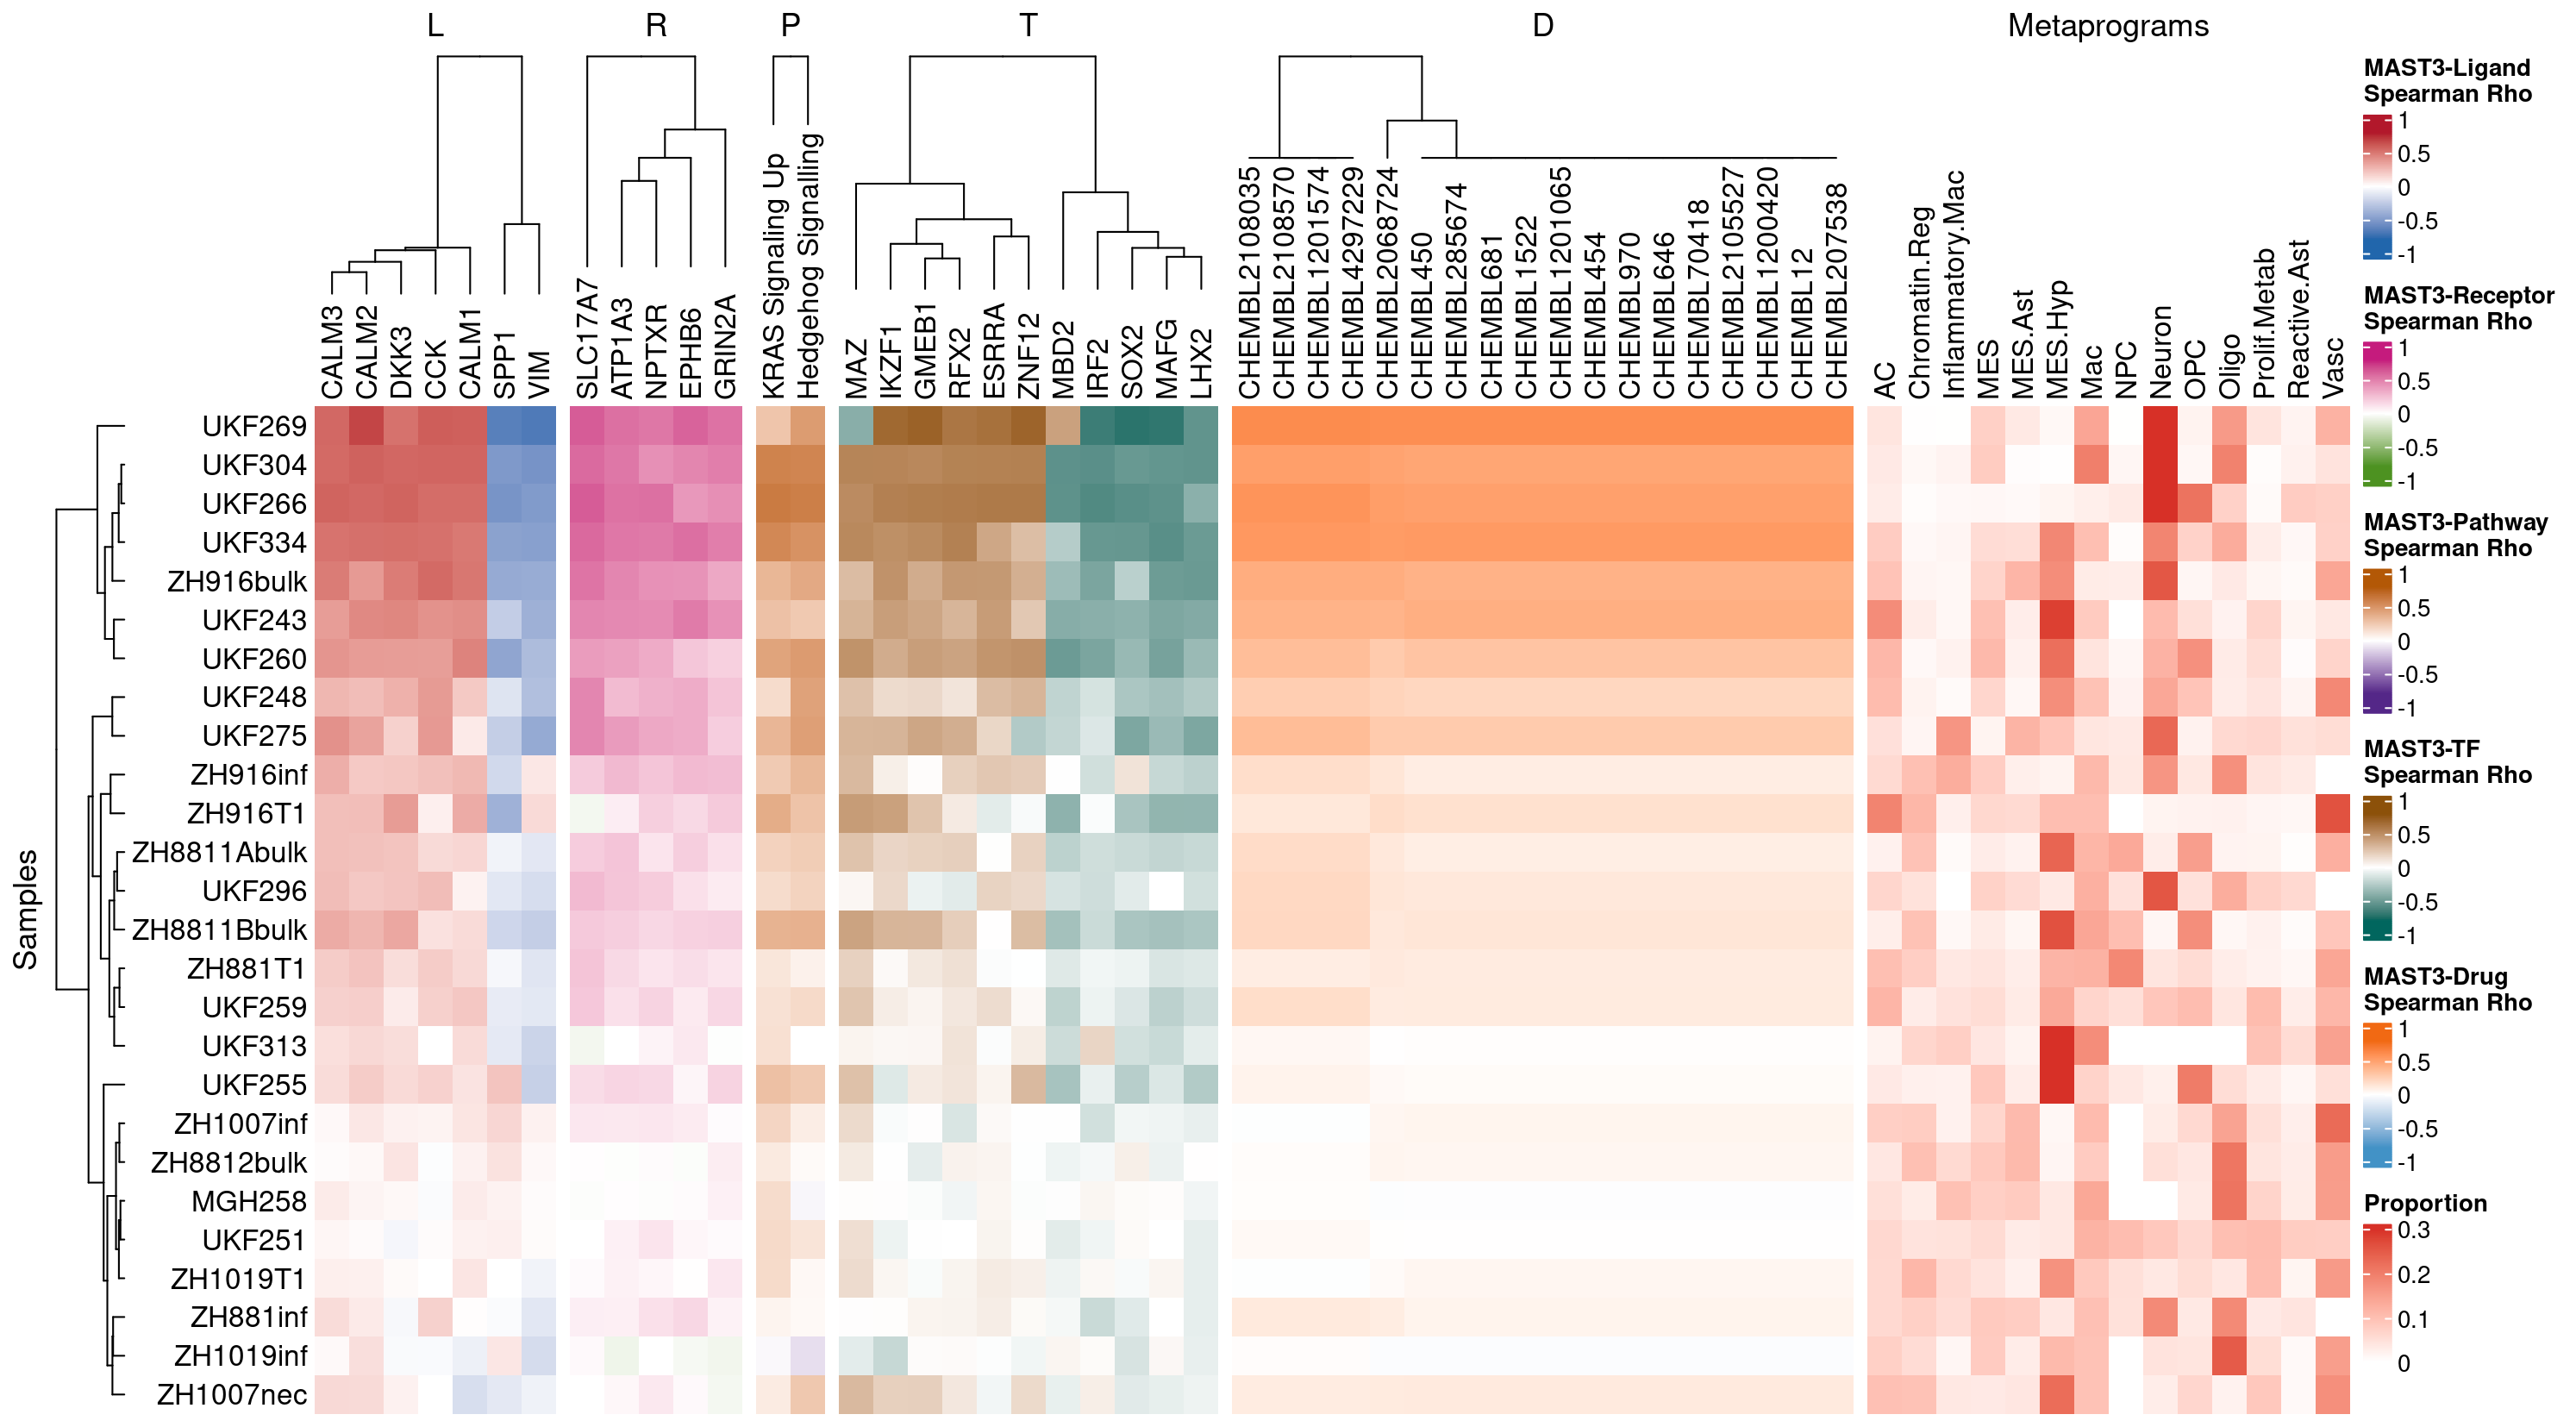 L R P T D Metaprograms
CALM3
CALM2
DKK3
CCK
CALM1
SPP1
VIM
SLC17A7
ATP1A3
NPTXR
EPHB6
GRIN2A
KRAS Signaling Up
Hedgehog Signalling
MAZ
IKZF1
GMEB1
RFX2
ESRRA
ZNF12
MBD2
IRF2
SOX2
MAFG
LHX2
CHEMBL2108035
CHEMBL2108570
CHEMBL1201574
CHEMBL4297229
CHEMBL2068724
CHEMBL450
CHEMBL285674
CHEMBL681
CHEMBL1522
CHEMBL1201065
CHEMBL454
CHEMBL970
CHEMBL646
CHEMBL70418
CHEMBL2105527
CHEMBL1200420
CHEMBL12
CHEMBL207538
AC
Chromatin.Reg
Inflammatory.Mac
MES
MES.Ast
MES.Hyp
Mac
NPC
Neuron
OPC
Oligo
Prolif.Metab
Reactive.Ast
Vasc
Samples
UKF269
UKF304
UKF266
UKF334
ZH916bulk
UKF243
UKF260
UKF248
UKF275
ZH916inf
ZH916T1
ZH8811Abulk
UKF296
ZH8811Bbulk
ZH881T1
UKF259
UKF313
UKF255
ZH1007inf
ZH8812bulk
MGH258
UKF251
ZH1019T1
ZH881inf
ZH1019inf
ZH1007nec
MAST3-Ligand
Spearman Rho
1
0.5
0
-0.5
-1
MAST3-Receptor
Spearman Rho
1
0.5
0
-0.5
-1
MAST3-Pathway
Spearman Rho
1
0.5
0
-0.5
-1
MAST3-TF
Spearman Rho
1
0.5
0
-0.5
-1
MAST3-Drug
Spearman Rho
1
0.5
0
-0.5
-1
Proportion
0.3
0.2
0.1
0